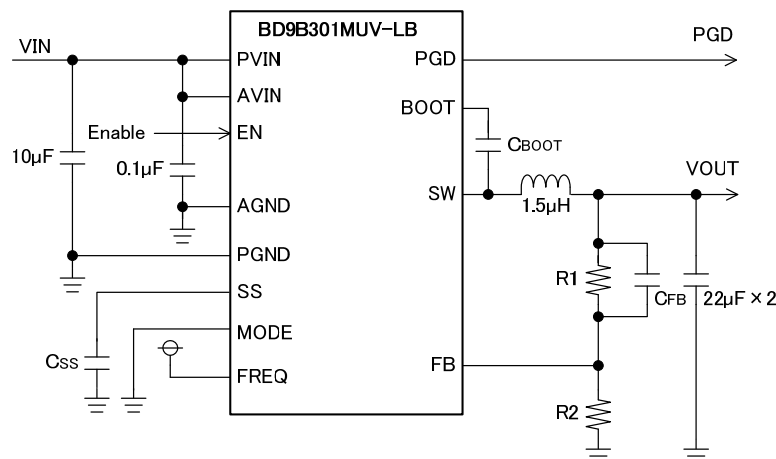 BD9B301MUV-LB
VIN
PGD
PVIN
PGD
AVIN
BOOT
Enable
EN
CBOOT
10µF
0.1µF
VOUT
SW
AGND
1.5µH
PGND
SS
R1
CFB
22µF×2
MODE
CSS
FREQ
FB
R2